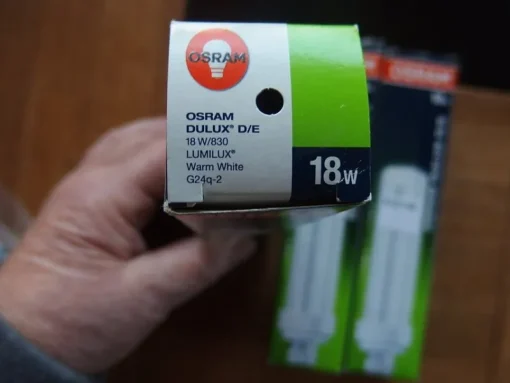 OSRAM
OSRAM
DULUX® D/E
18 W/830
LUMILUX®
Warm White
G24q-2
18W
OSRAM